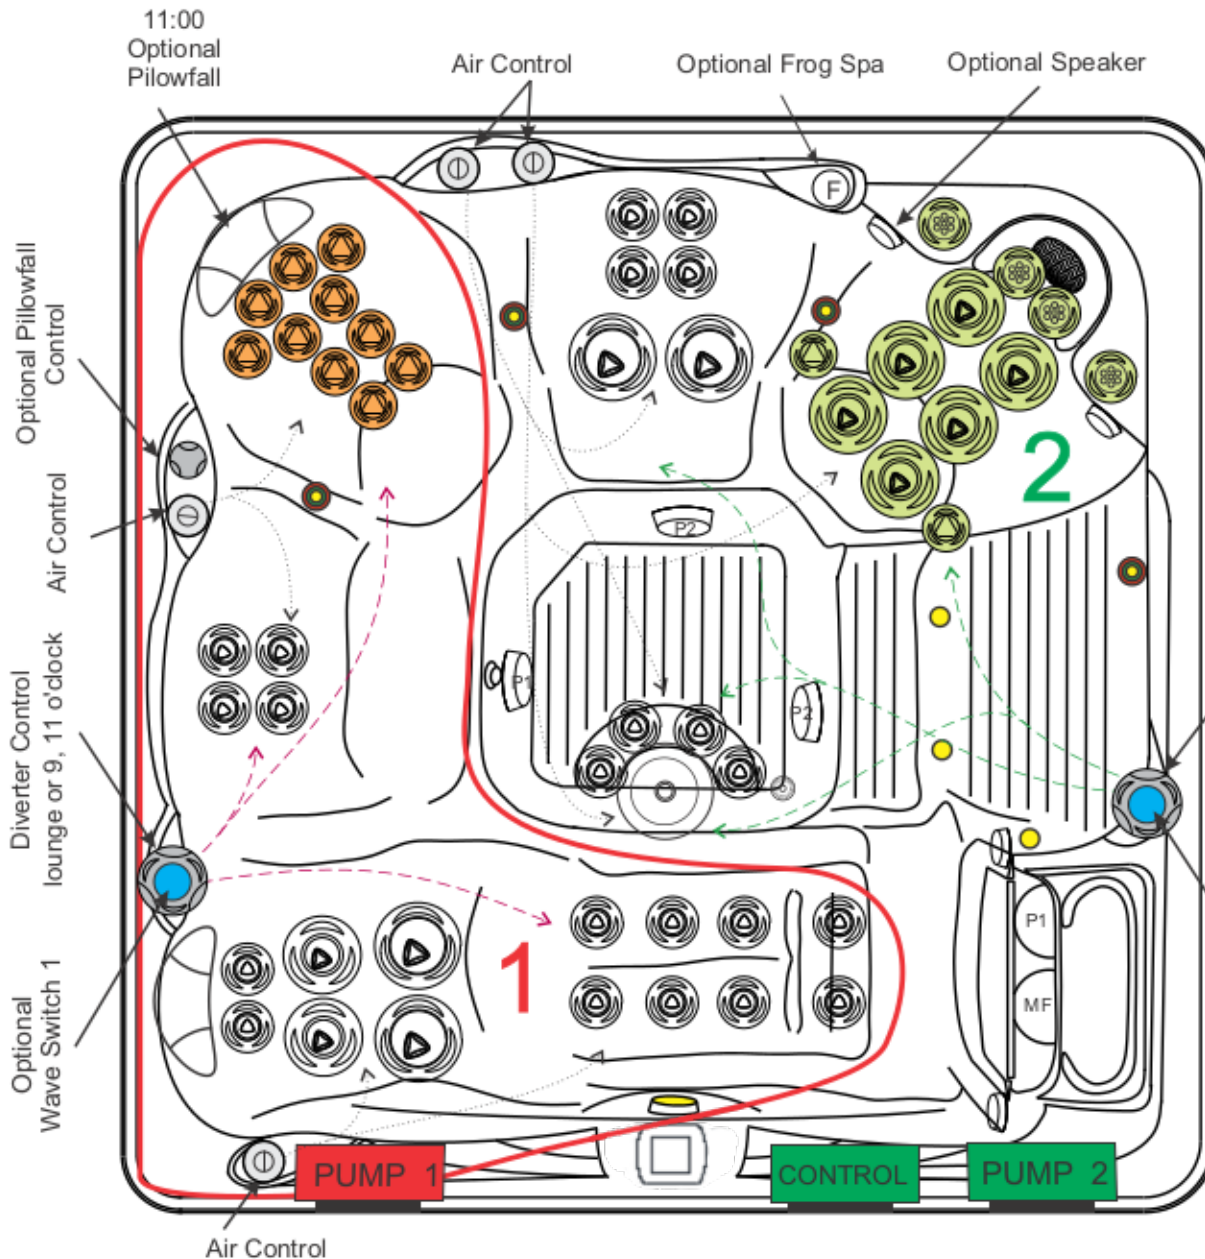 11:00
Optional
Pilowfall
Air Control
Optional Frog Spa
Optional Speaker
F
Optional Pillowfall
Control
Air Control
2
P2
P1
P2
Diverter Control
lounge or 9, 11 o'dock
1
P1
MF
Optional
Wave Switch 1
PUMP 1
CONTROL
PUMP 2
Air Control